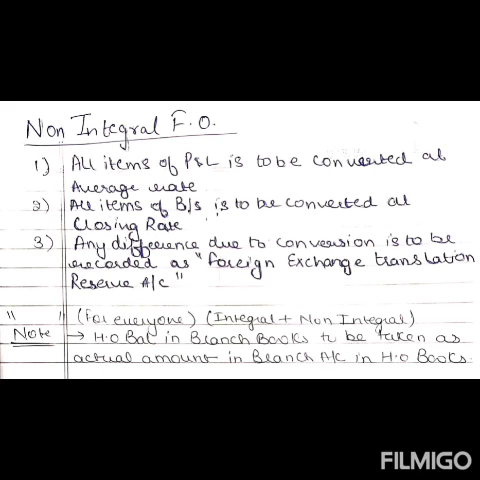 Non Integral F.O.
1) All items of P&L is to be converted at
Average rate
2) All items of B/S is to be converted at
Closing Rate
3) Any difference due to conversion is to be
recorded as "Foreign Exchange translation
Reserve A/c"
" " (For everyone) (Integral + Non Integral)
Note → H.O Bal in Branch Books to be taken as
actual amount in Branch A/c in H.O Books.
FILMIGO